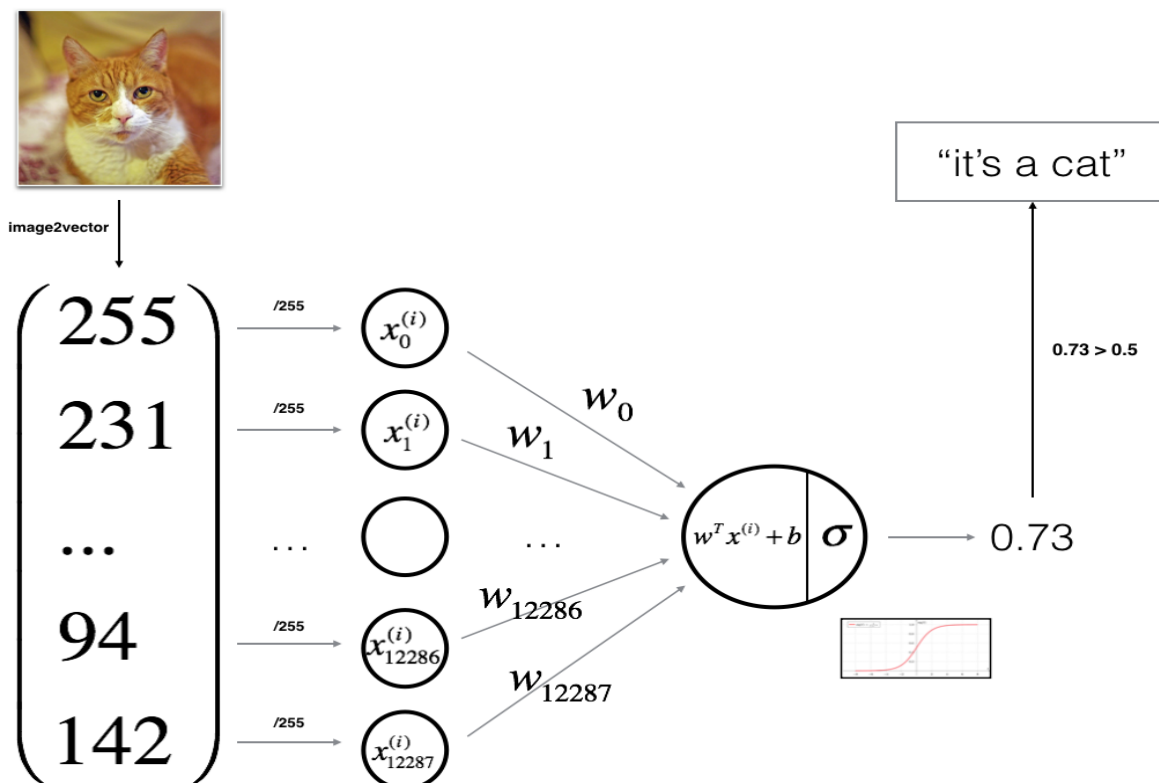 “it’s a cat”
image2vector
255
/255
x₀⁽ⁱ⁾
w₀
0.73 > 0.5
231
/255
x₁⁽ⁱ⁾
w₁
...
...
...
wᵀx⁽ⁱ⁾ + b
σ
0.73
94
/255
x₁₂₂₈₆⁽ⁱ⁾
w₁₂₂₈₆
142
/255
x₁₂₂₈₇⁽ⁱ⁾
w₁₂₂₈₇